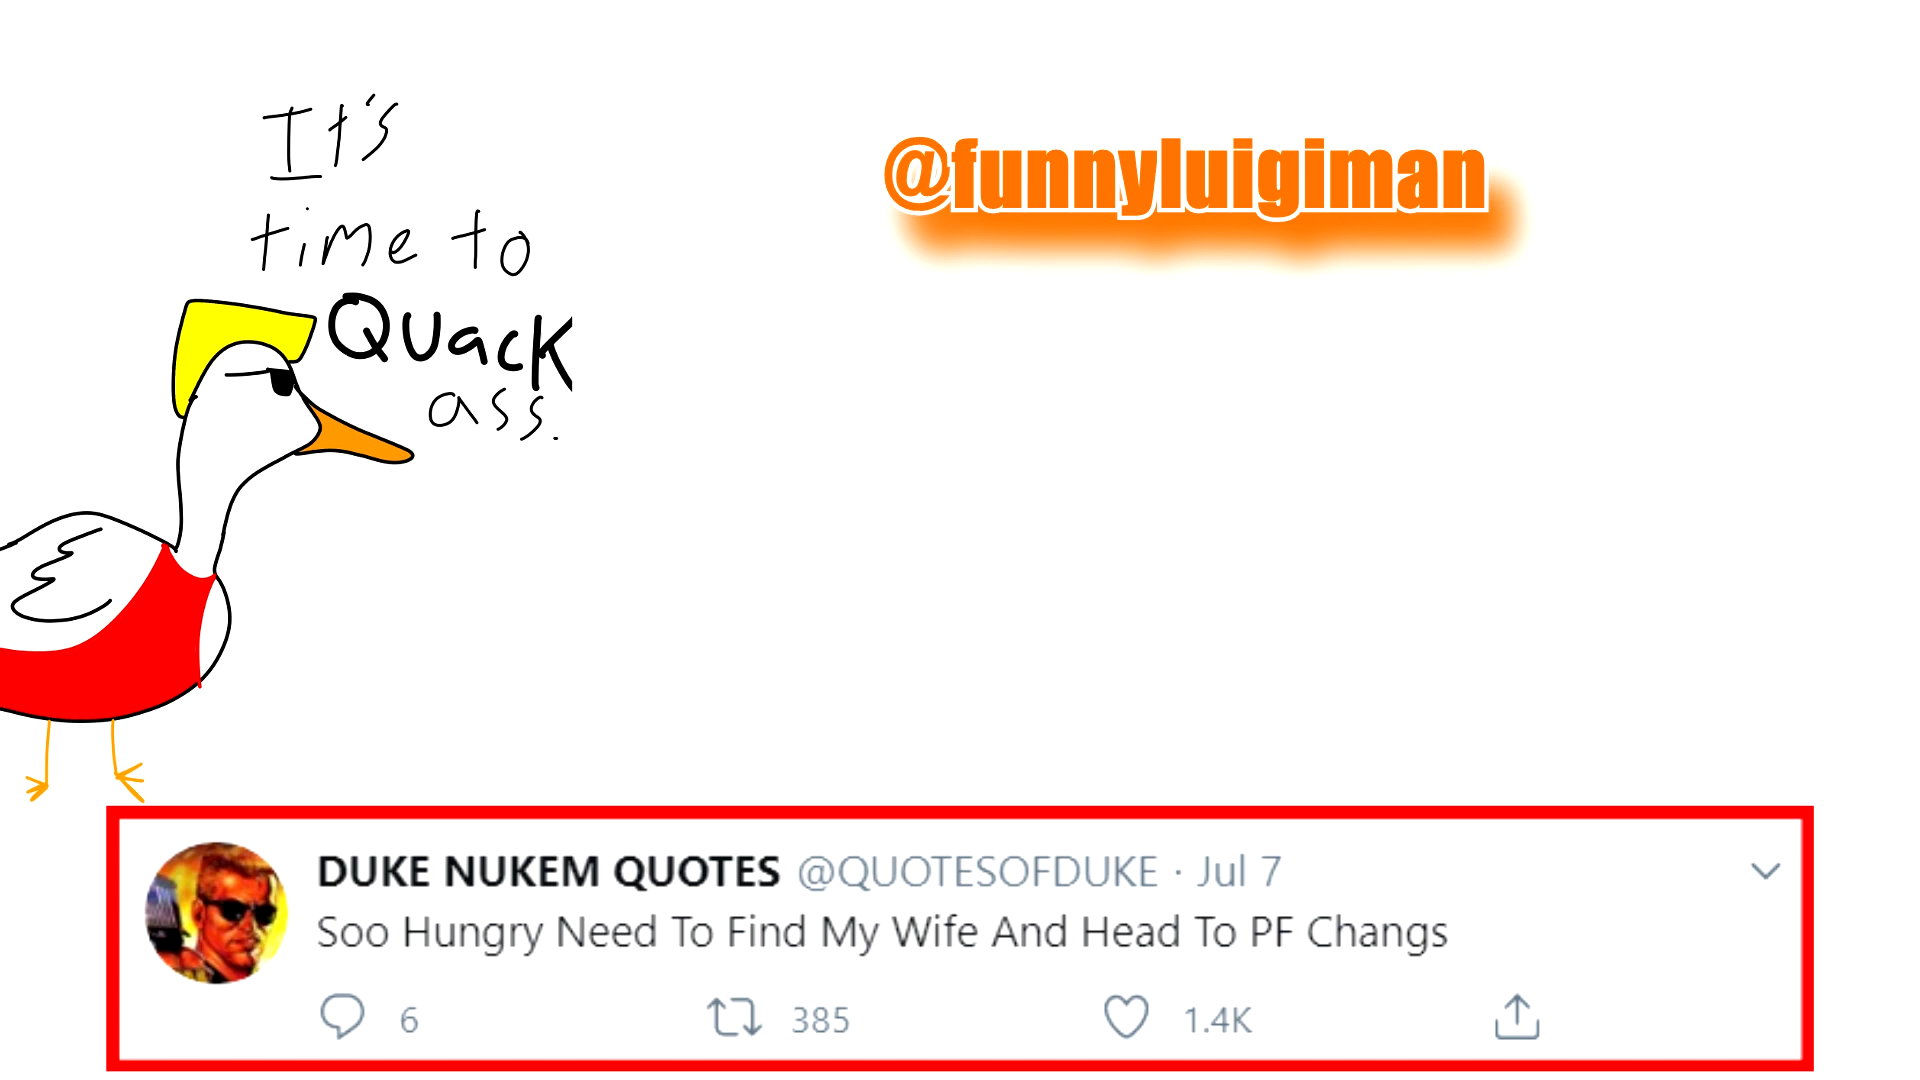 It's
time to
Quack
ass.
@funnyluigiman
DUKE NUKEM QUOTES @QUOTESOFDUKE · Jul 7
Soo Hungry Need To Find My Wife And Head To PF Changs
6 385 1.4K